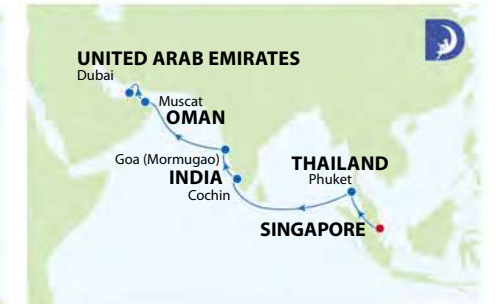 UNITED ARAB EMIRATES
Dubai
Muscat
OMAN
Goa (Mormugao)
INDIA
Cochin
THAILAND
Phuket
SINGAPORE